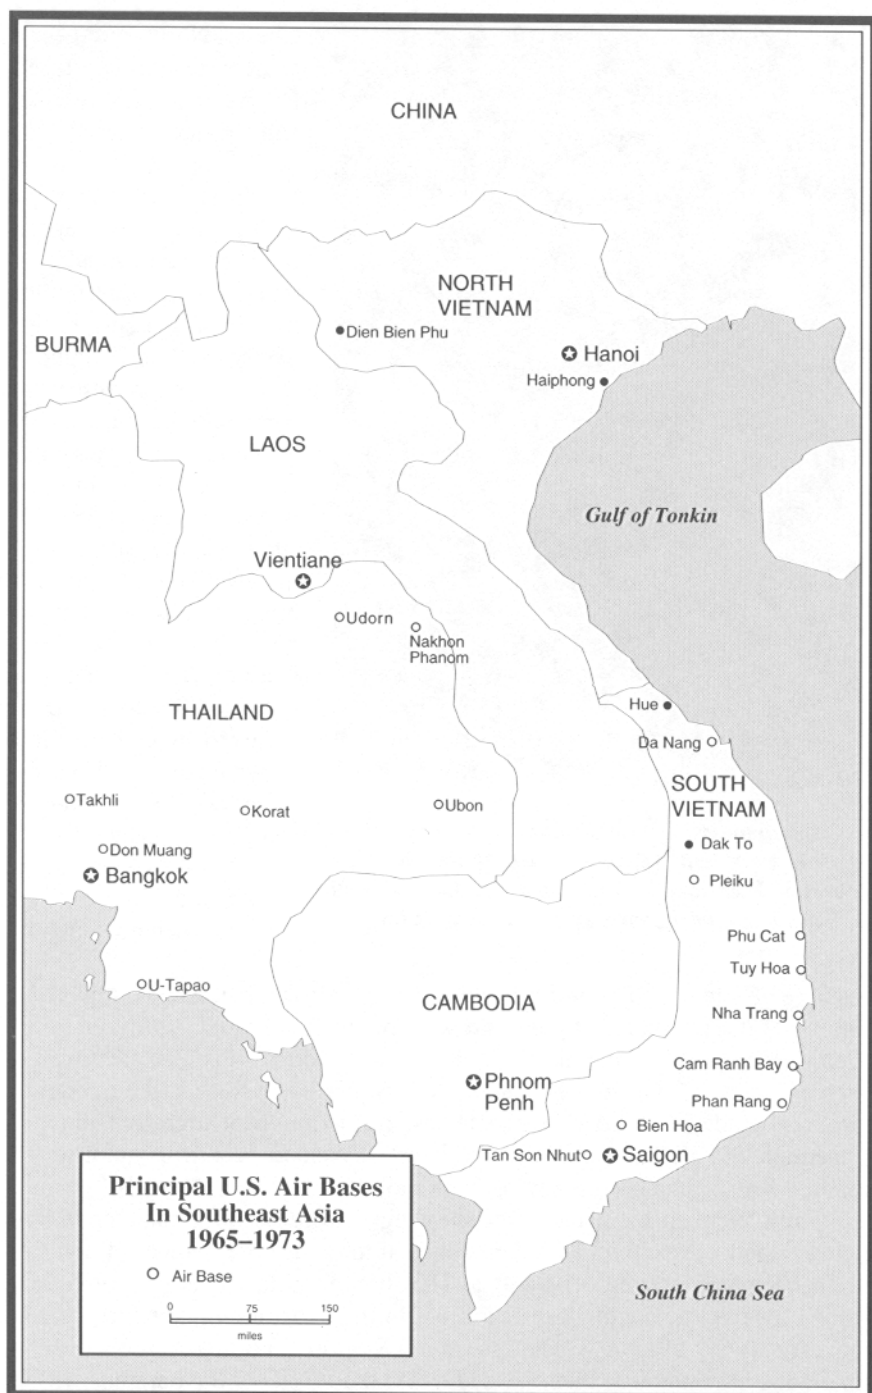 CHINA
NORTH
VIETNAM
BURMA
Dien Bien Phu
Hanoi
Haiphong
LAOS
Gulf of Tonkin
Vientiane
Udorn
Nakhon
Phanom
THAILAND
Hue
Da Nang
SOUTH
VIETNAM
Takhli
Korat
Ubon
Don Muang
Dak To
Bangkok
Pleiku
Phu Cat
Tuy Hoa
U-Tapao
CAMBODIA
Nha Trang
Cam Ranh Bay
Phnom
Penh
Phan Rang
Bien Hoa
Tan Son Nhut
Saigon
Principal U.S. Air Bases
In Southeast Asia
1965–1973
Air Base
0 75 150
miles
South China Sea